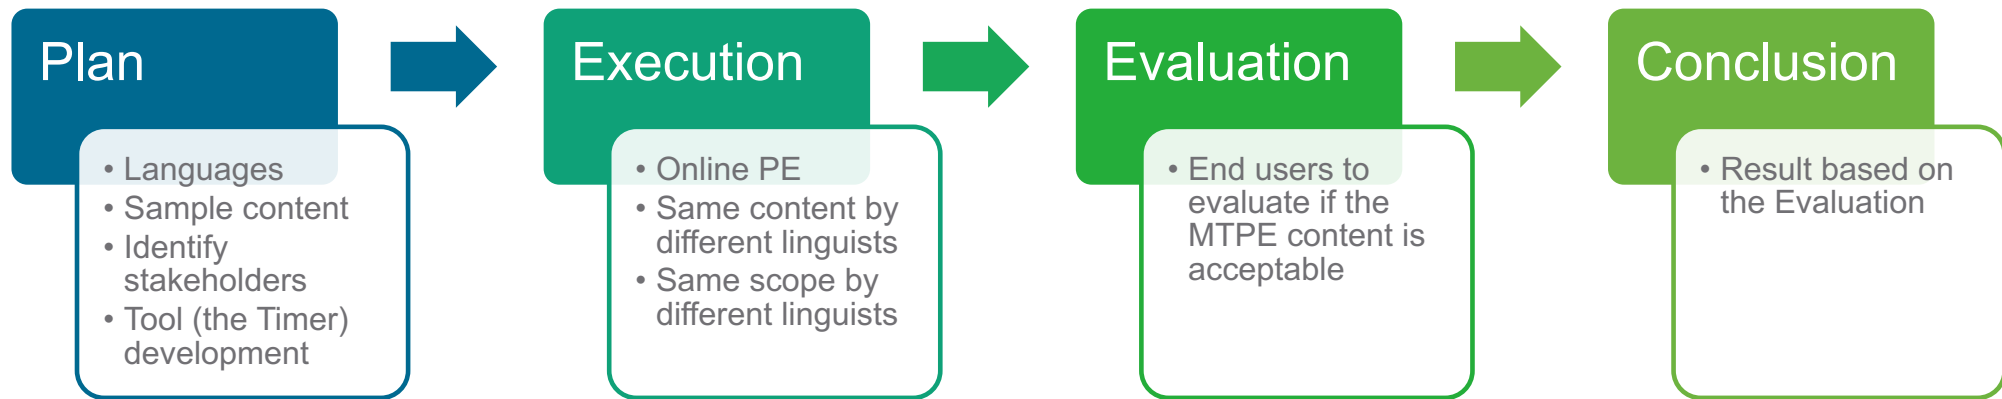 Plan
• Languages
• Sample content
• Identify
stakeholders
• Tool (the Timer)
development
Execution
• Online PE
• Same content by
different linguists
• Same scope by
different linguists
Evaluation
• End users to
evaluate if the
MTPE content is
acceptable
Conclusion
• Result based on
the Evaluation